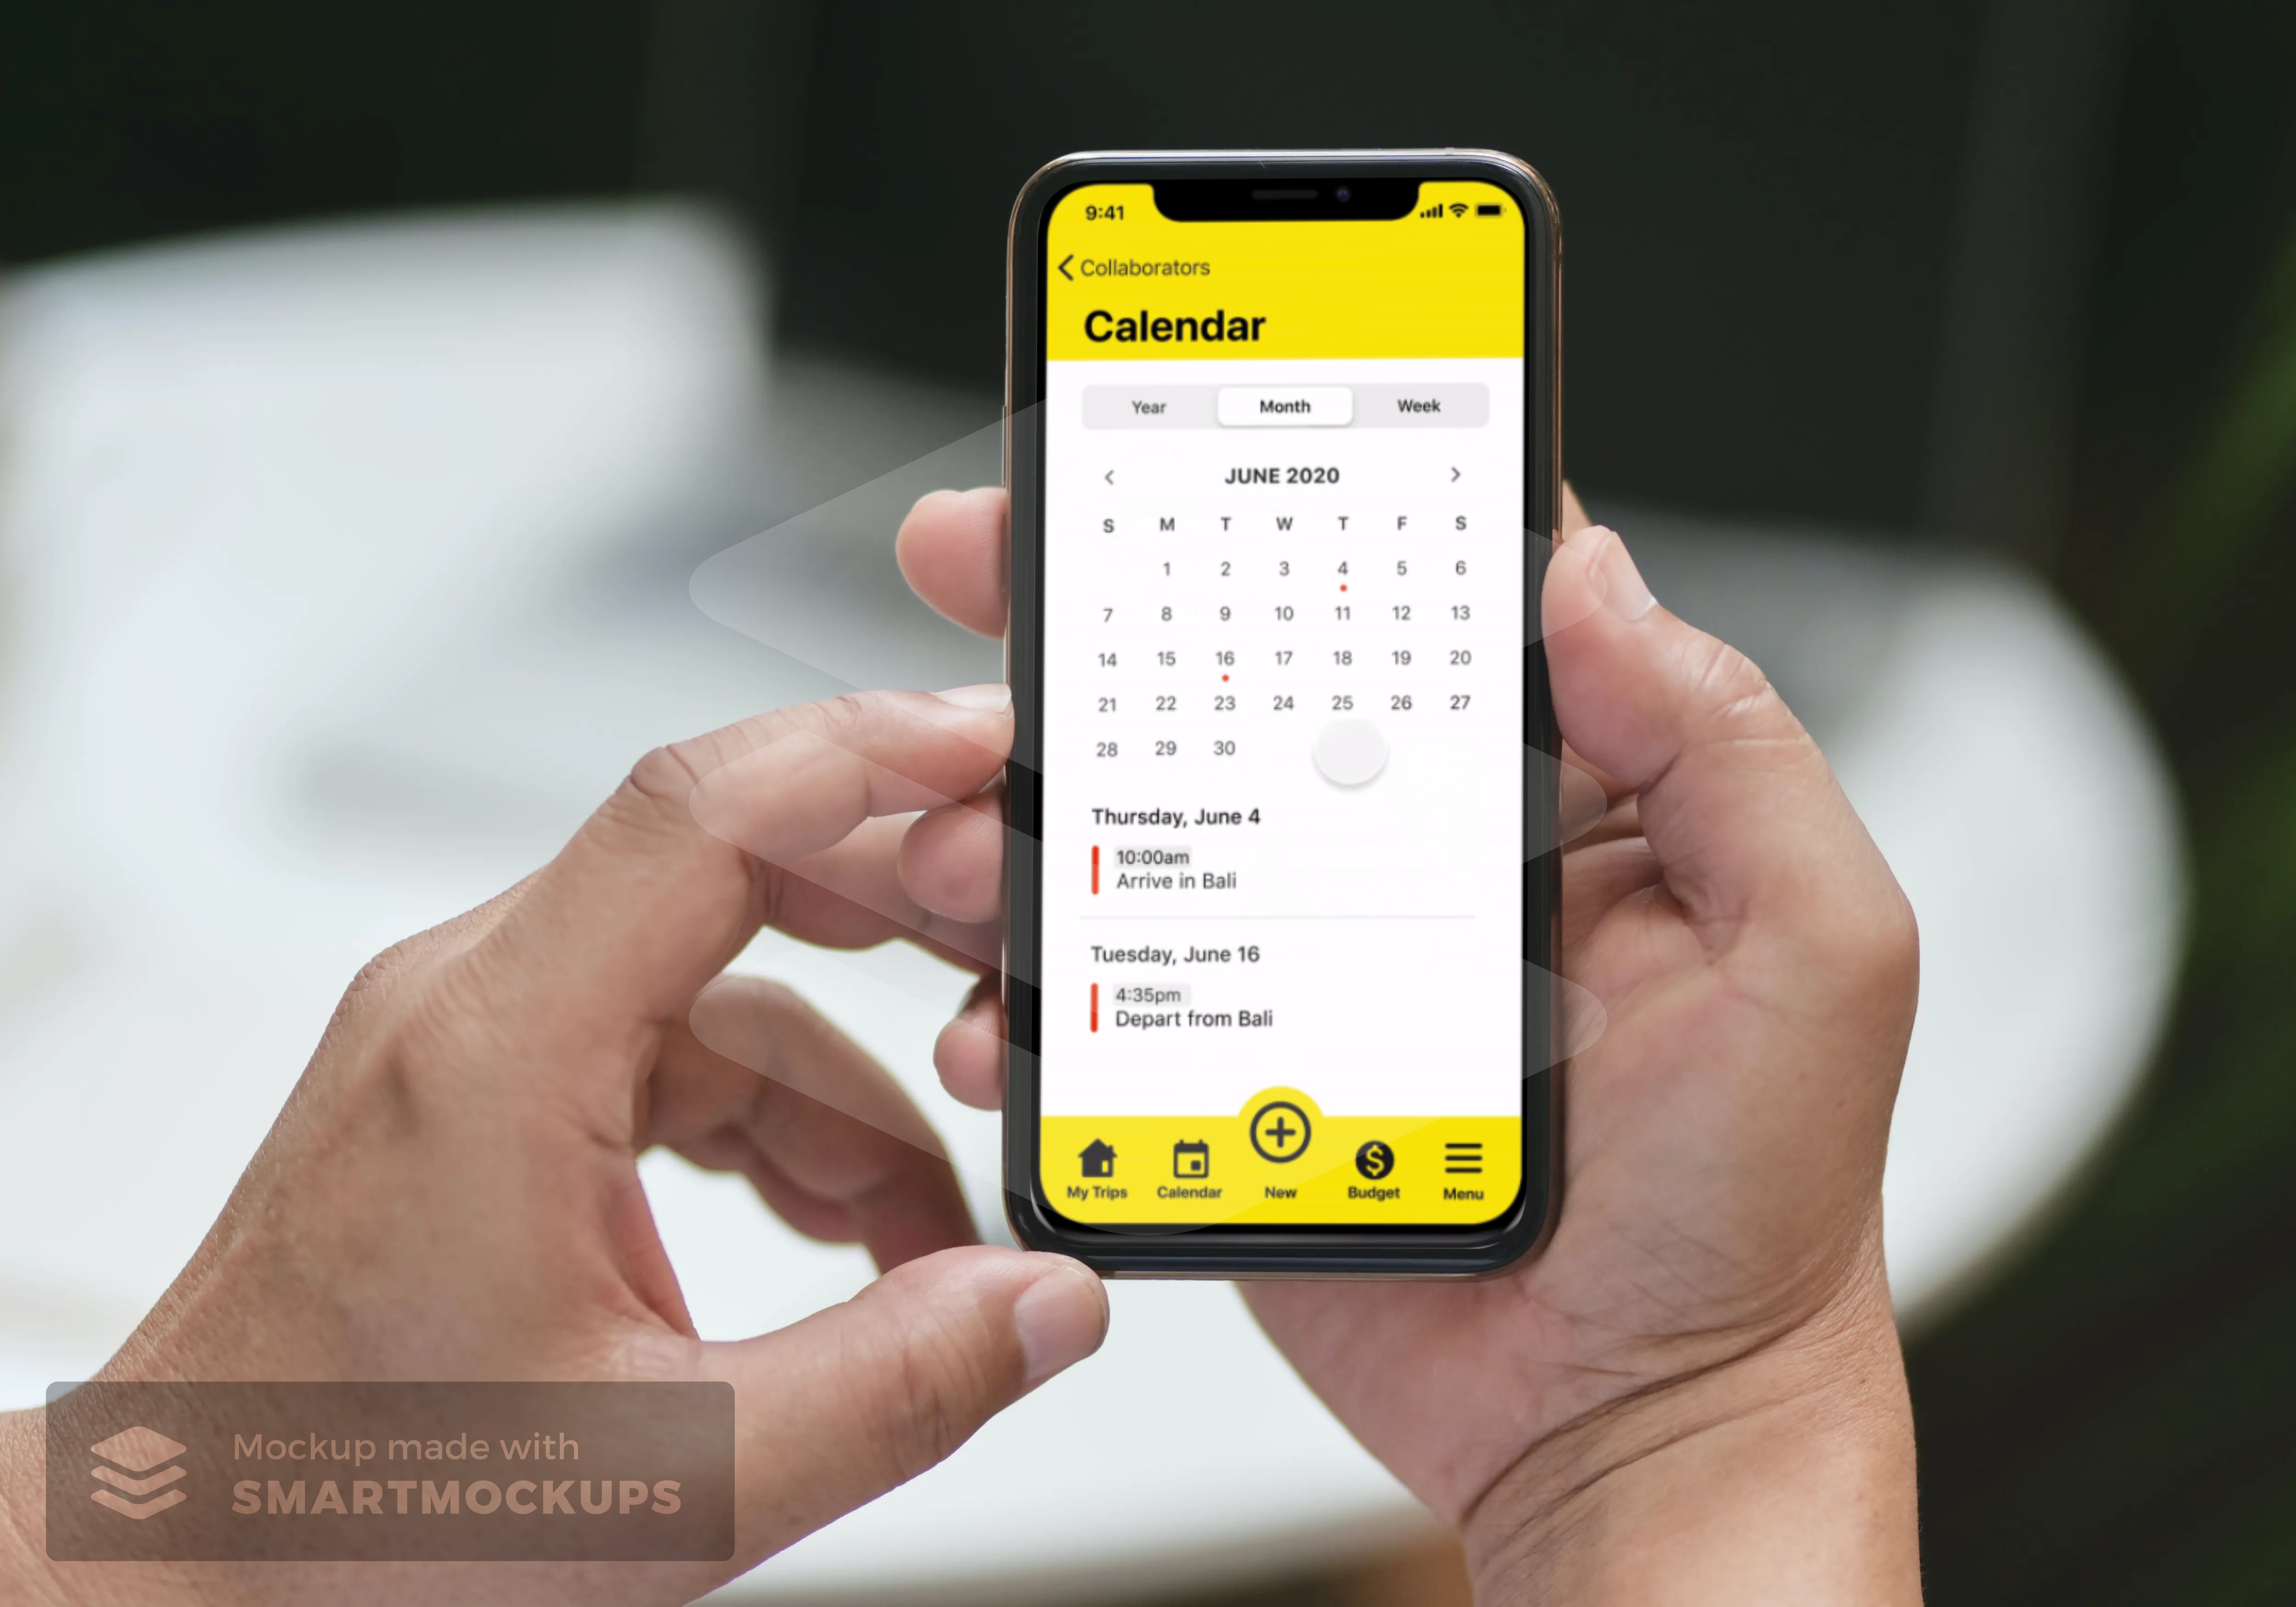 9:41
Collaborators
Calendar
Year Month Week
JUNE 2020
S M T W T F S
1 2 3 4 5 6
7 8 9 10 11 12 13
14 15 16 17 18 19 20
21 22 23 24 25 26 27
28 29 30
Thursday, June 4
10:00am
Arrive in Bali
Tuesday, June 16
4:35pm
Depart from Bali
My Trips Calendar New Budget Menu
Mockup made with
SMARTMOCKUPS